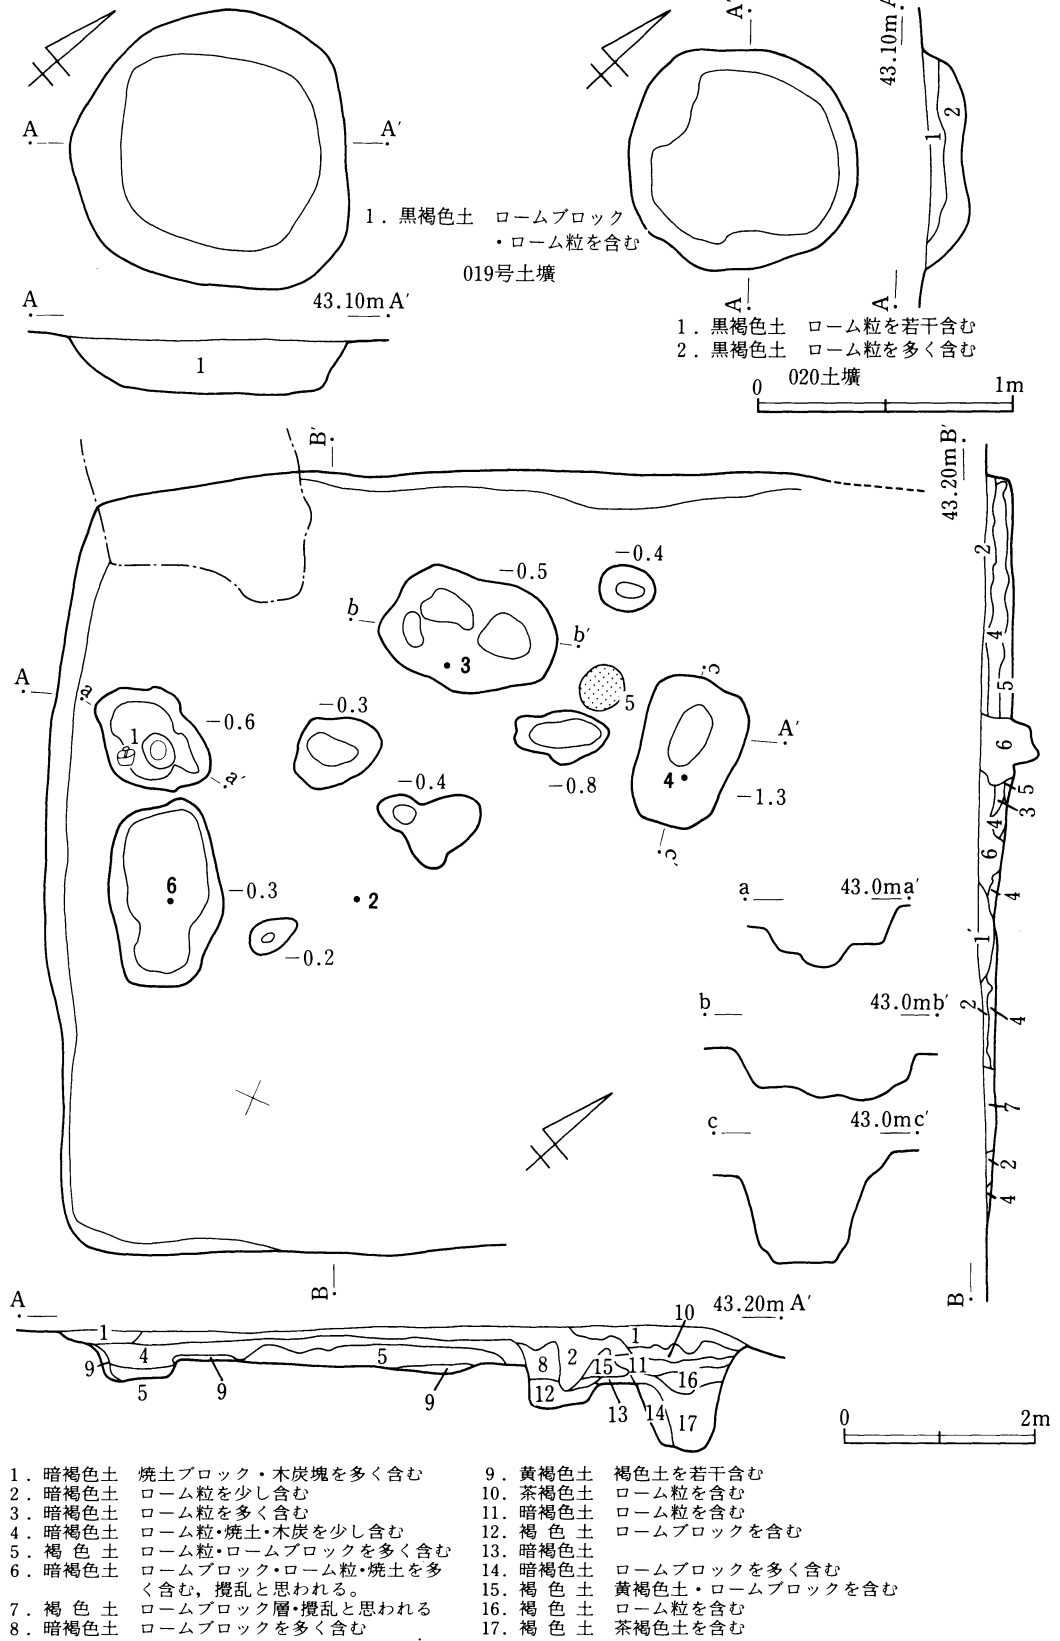 A
A′
1．黒褐色土　ロームブロック
・ローム粒を含む
019号土壙
A
43.10m A′
1
A′
A
43.10m A′
A
1
2
1．黒褐色土　ローム粒を若干含む
2．黒褐色土　ローム粒を多く含む
020土壙
0
1m
B′
B
A
A′
a
a′
b
b′
c
c′
-0.4
-0.5
3
5
-0.6
1
-0.3
-0.8
4
-1.3
-0.4
6
-0.3
2
-0.2
43.20m B′
2
4
5
6
5
3
4
6
4
1′
2
4
7
2
4
B
a
43.0m a′
b
43.0m b′
c
43.0m c′
A
43.20m A′
1
4
9
5
9
5
9
8
12
2
15
13
11
1
10
16
14
17
0
2m
1．暗褐色土　焼土ブロック・木炭塊を多く含む
2．暗褐色土　ローム粒を少し含む
3．暗褐色土　ローム粒を多く含む
4．暗褐色土　ローム粒・焼土・木炭を少し含む
5．褐 色 土　ローム粒・ロームブロックを多く含む
6．暗褐色土　ロームブロック・ローム粒・焼土を多
く含む，攪乱と思われる。
7．褐 色 土　ロームブロック層・攪乱と思われる
8．暗褐色土　ロームブロックを多く含む
9．黄褐色土　褐色土を若干含む
10．茶褐色土　ローム粒を含む
11．暗褐色土　ローム粒を含む
12．褐 色 土　ロームブロックを含む
13．暗褐色土
14．暗褐色土　ロームブロックを多く含む
15．褐 色 土　黄褐色土・ロームブロックを含む
16．褐 色 土　ローム粒を含む
17．褐 色 土　茶褐色土を含む